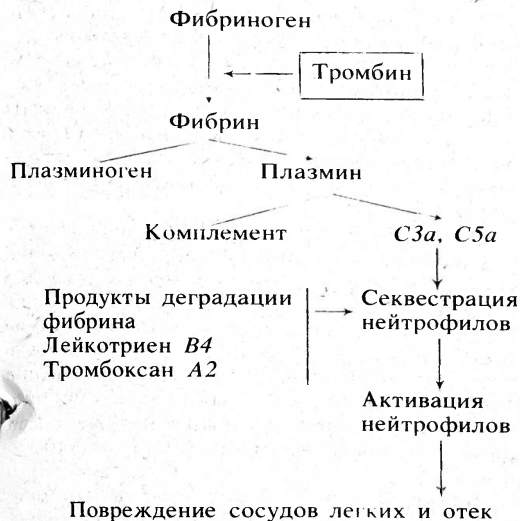 Фибриноген
Тромбин
Фибрин
Плазминоген Плазмин
Комплемент C3a, C5a
Продукты деградации
фибрина
Лейкотриен B4
Тромбоксан A2
Секвестрация
нейтрофилов
Активация
нейтрофилов
Повреждение сосудов легких и отек